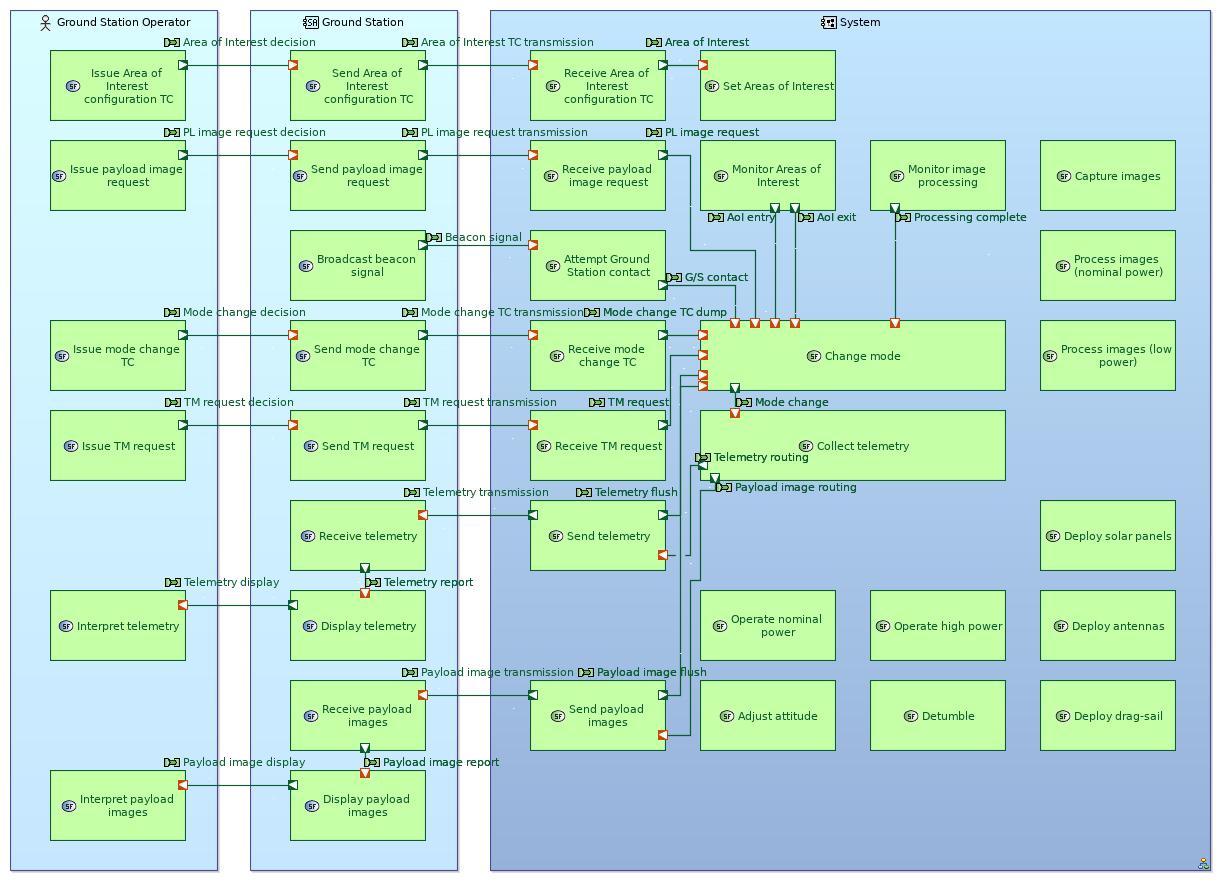 Ground Station Operator
Ground Station
System
Area of Interest decision
Area of Interest TC transmission
Area of Interest
Issue Area of
Interest
configuration TC
Send Area of
Interest
configuration TC
Receive Area of
Interest
configuration TC
Set Areas of Interest
PL image request decision
PL image request transmission
PL image request
Issue payload image
request
Send payload image
request
Receive payload
image request
Monitor Areas of
Interest
Monitor image
processing
Capture images
AoI entry
AoI exit
Processing complete
Beacon signal
Broadcast beacon
signal
Attempt Ground
Station contact
G/S contact
Process images
(nominal power)
Mode change decision
Mode change TC transmission
Mode change TC dump
Issue mode change
TC
Send mode change
TC
Receive mode
change TC
Change mode
Process images (low
power)
TM request decision
TM request transmission
TM request
Mode change
Issue TM request
Send TM request
Receive TM request
Collect telemetry
Telemetry routing
Payload image routing
Telemetry transmission
Telemetry flush
Receive telemetry
Send telemetry
Deploy solar panels
Telemetry display
Telemetry report
Interpret telemetry
Display telemetry
Operate nominal
power
Operate high power
Deploy antennas
Payload image transmission
Payload image flush
Receive payload
images
Send payload
images
Adjust attitude
Detumble
Deploy drag-sail
Payload image display
Payload image report
Interpret payload
images
Display payload
images